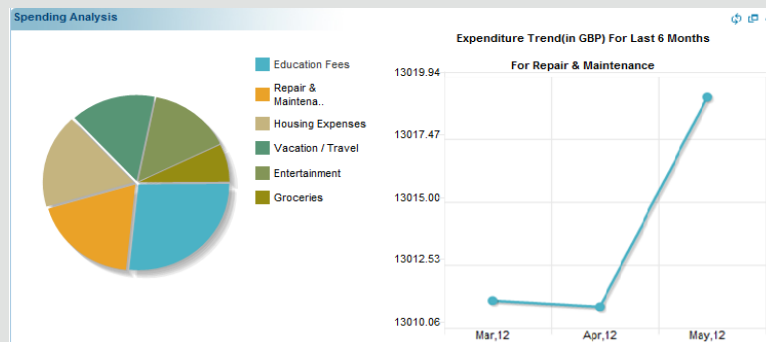 Spending Analysis
Education Fees
Repair &
Maintena..
Housing Expenses
Vacation / Travel
Entertainment
Groceries
Expenditure Trend(in GBP) For Last 6 Months
For Repair & Maintenance
13019.94
13017.47
13015.00
13012.53
13010.06
Mar,12
Apr,12
May,12